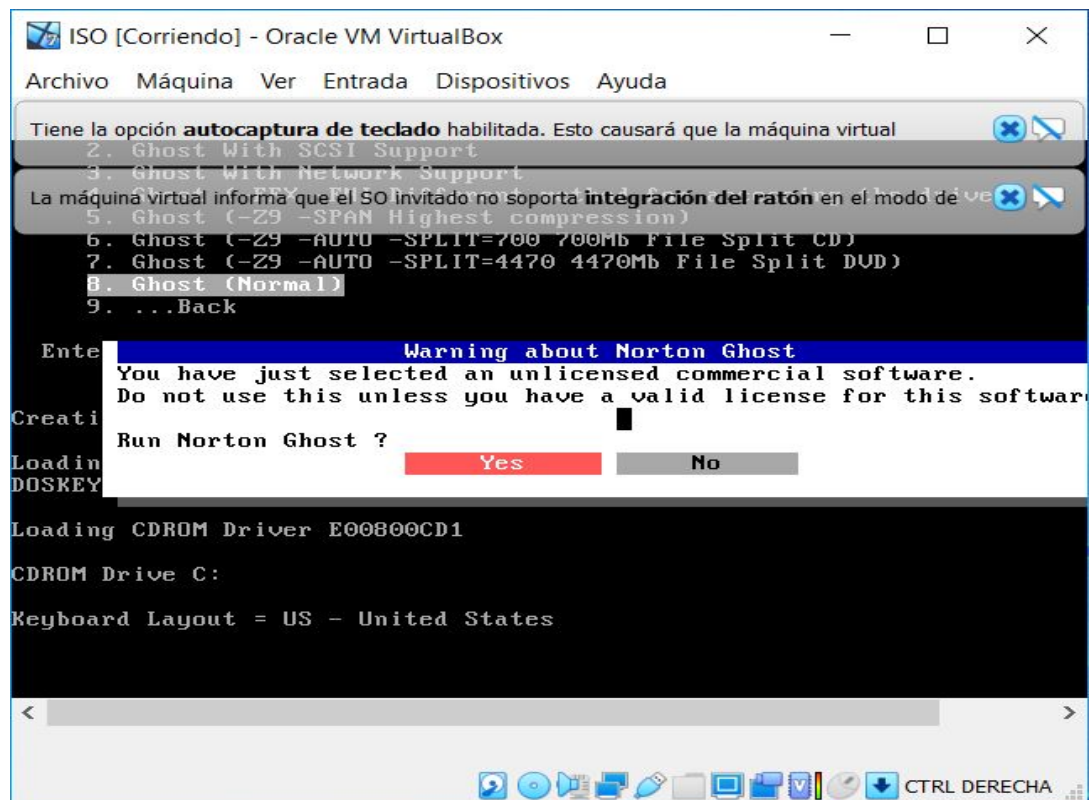 ISO [Corriendo] - Oracle VM VirtualBox
Archivo Máquina Ver Entrada Dispositivos Ayuda
Tiene la opción autocaptura de teclado habilitada. Esto causará que la máquina virtual
2. Ghost With SCSI Support
3. Ghost With Network Support
La máquina virtual informa que el SO invitado no soporta integración del ratón en el modo de
5. Ghost (-Z9 -SPAN Highest compression)
6. Ghost (-Z9 -AUTO -SPLIT=700 700Mb File Split CD)
7. Ghost (-Z9 -AUTO -SPLIT=4470 4470Mb File Split DVD)
8. Ghost (Normal)
9. ...Back
Ente
Warning about Norton Ghost
You have just selected an unlicensed commercial software.
Do not use this unless you have a valid license for this softwar
Creati
Run Norton Ghost ?
Loadin
Yes No
DOSKEY
Loading CDROM Driver E00800CD1
CDROM Drive C:
Keyboard Layout = US - United States
CTRL DERECHA